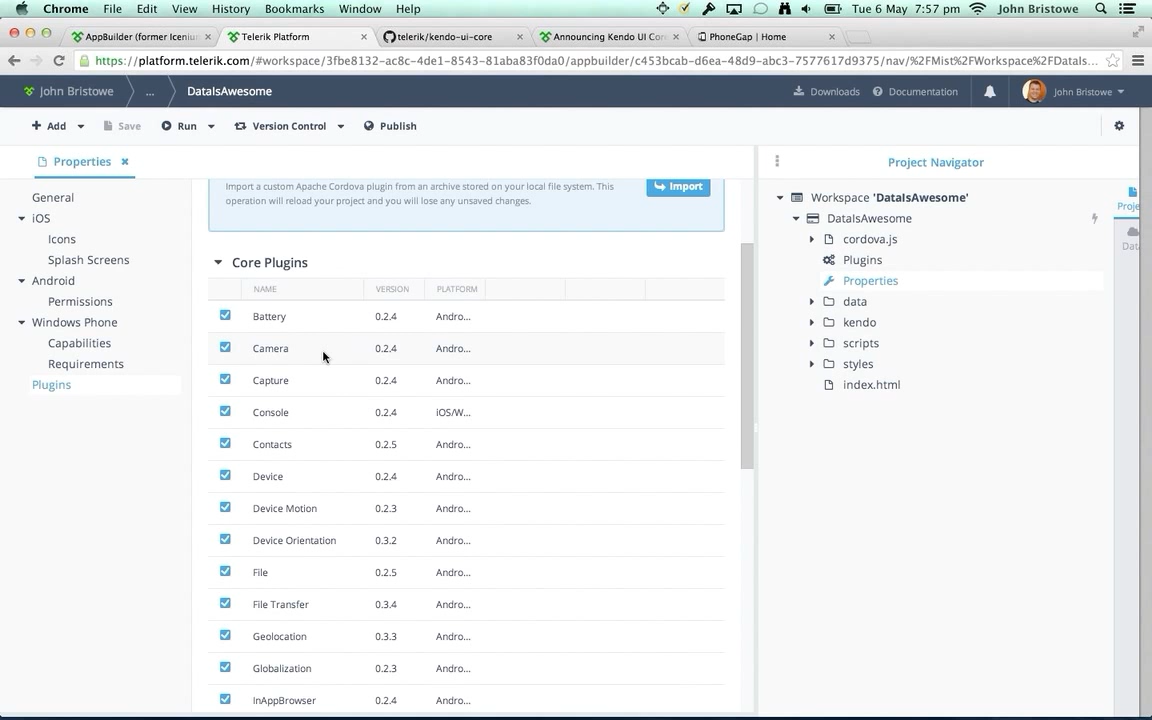 Chrome File Edit View History Bookmarks Window Help Tue 6 May 7:57 pm John Bristowe
AppBuilder (former Icenium Telerik Platform telerik/kendo-ui-core Announcing Kendo UI Core PhoneGap | Home
https://platform.telerik.com/#workspace/3fbe8132-ac8c-4de1-8543-81aba83f0da0/appbuilder/c453bcab-d6ea-48d9-abc3-7577617d9375/nav/%2FMist%2FWorkspace%2FDataIs...
John Bristowe ... DataIsAwesome Downloads Documentation John Bristowe
Add Save Run Version Control Publish
Properties
Project Navigator
General
iOS
Icons
Splash Screens
Android
Permissions
Windows Phone
Capabilities
Requirements
Plugins
Import a custom Apache Cordova plugin from an archive stored on your local file system. This
operation will reload your project and you will lose any unsaved changes.
Import
Core Plugins
NAME VERSION PLATFORM
Battery 0.2.4 Andro...
Camera 0.2.4 Andro...
Capture 0.2.4 Andro...
Console 0.2.4 iOS/W...
Contacts 0.2.5 Andro...
Device 0.2.4 Andro...
Device Motion 0.2.3 Andro...
Device Orientation 0.3.2 Andro...
File 0.2.5 Andro...
File Transfer 0.3.4 Andro...
Geolocation 0.3.3 Andro...
Globalization 0.2.3 Andro...
InAppBrowser 0.2.4 Andro...
Workspace 'DataIsAwesome'
DataIsAwesome
cordova.js
Plugins
Properties
data
kendo
scripts
styles
index.html
Proje
Dat